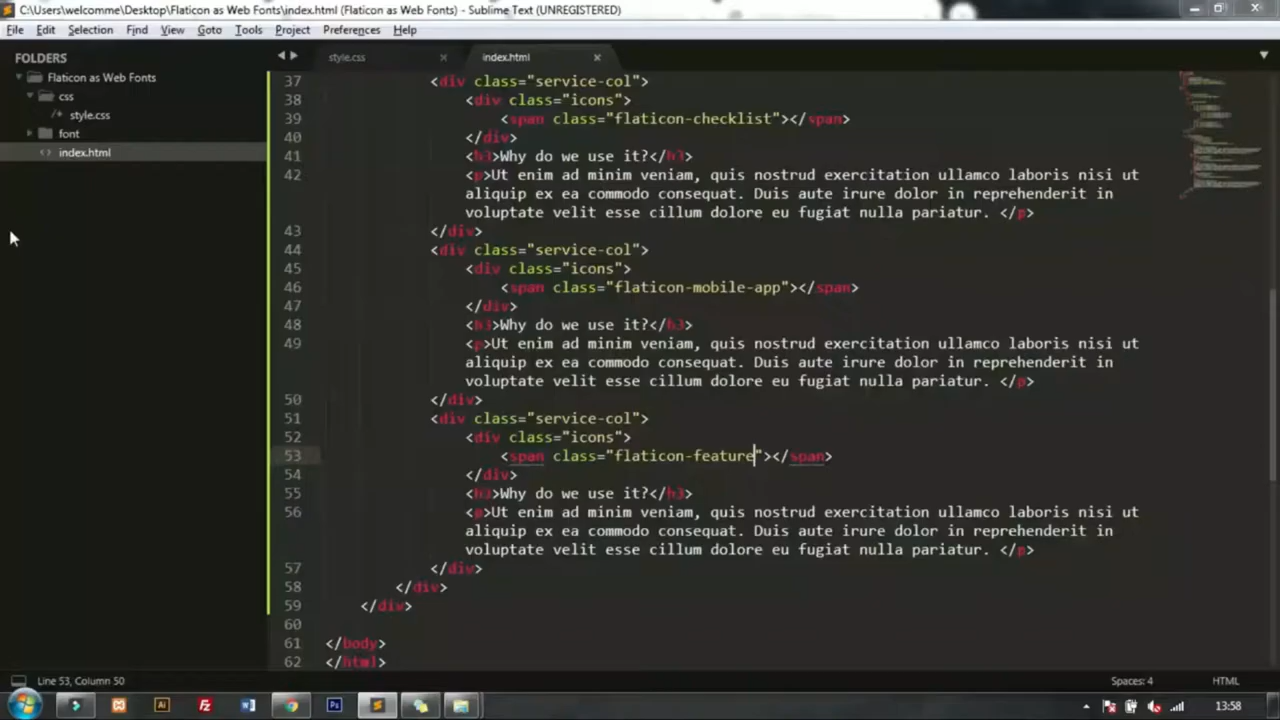 C:\Users\welcomme\Desktop\Flaticon as Web Fonts\index.html (Flaticon as Web Fonts) - Sublime Text (UNREGISTERED)
File Edit Selection Find View Goto Tools Project Preferences Help
FOLDERS
Flaticon as Web Fonts
css
style.css
font
index.html
style.css index.html
37 <div class="service-col">
38 <div class="icons">
39 <span class="flaticon-checklist"></span>
40 </div>
41 <h3>Why do we use it?</h3>
42 <p>Ut enim ad minim veniam, quis nostrud exercitation ullamco laboris nisi ut
aliquip ex ea commodo consequat. Duis aute irure dolor in reprehenderit in
voluptate velit esse cillum dolore eu fugiat nulla pariatur. </p>
43 </div>
44 <div class="service-col">
45 <div class="icons">
46 <span class="flaticon-mobile-app"></span>
47 </div>
48 <h3>Why do we use it?</h3>
49 <p>Ut enim ad minim veniam, quis nostrud exercitation ullamco laboris nisi ut
aliquip ex ea commodo consequat. Duis aute irure dolor in reprehenderit in
voluptate velit esse cillum dolore eu fugiat nulla pariatur. </p>
50 </div>
51 <div class="service-col">
52 <div class="icons">
53 <span class="flaticon-feature"></span>
54 </div>
55 <h3>Why do we use it?</h3>
56 <p>Ut enim ad minim veniam, quis nostrud exercitation ullamco laboris nisi ut
aliquip ex ea commodo consequat. Duis aute irure dolor in reprehenderit in
voluptate velit esse cillum dolore eu fugiat nulla pariatur. </p>
57 </div>
58 </div>
59 </div>
60
61 </body>
62 </html>
Line 53, Column 50 Spaces: 4 HTML
Ai Fz W Ps 13:58